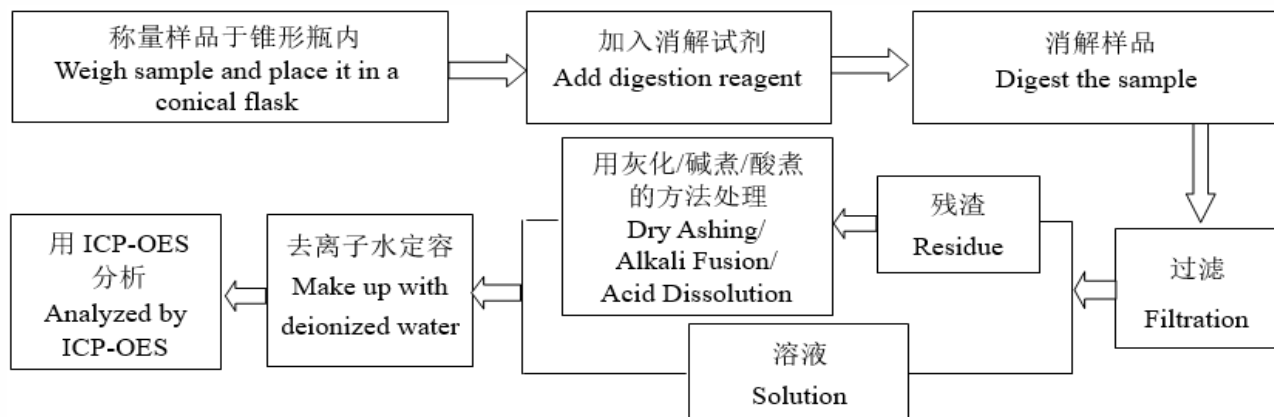 称量样品于锥形瓶内
Weigh sample and place it in a
conical flask
加入消解试剂
Add digestion reagent
消解样品
Digest the sample
过滤
Filtration
残渣
Residue
用灰化/碱煮/酸煮
的方法处理
Dry Ashing/
Alkali Fusion/
Acid Dissolution
溶液
Solution
去离子水定容
Make up with
deionized water
用 ICP-OES
分析
Analyzed by
ICP-OES